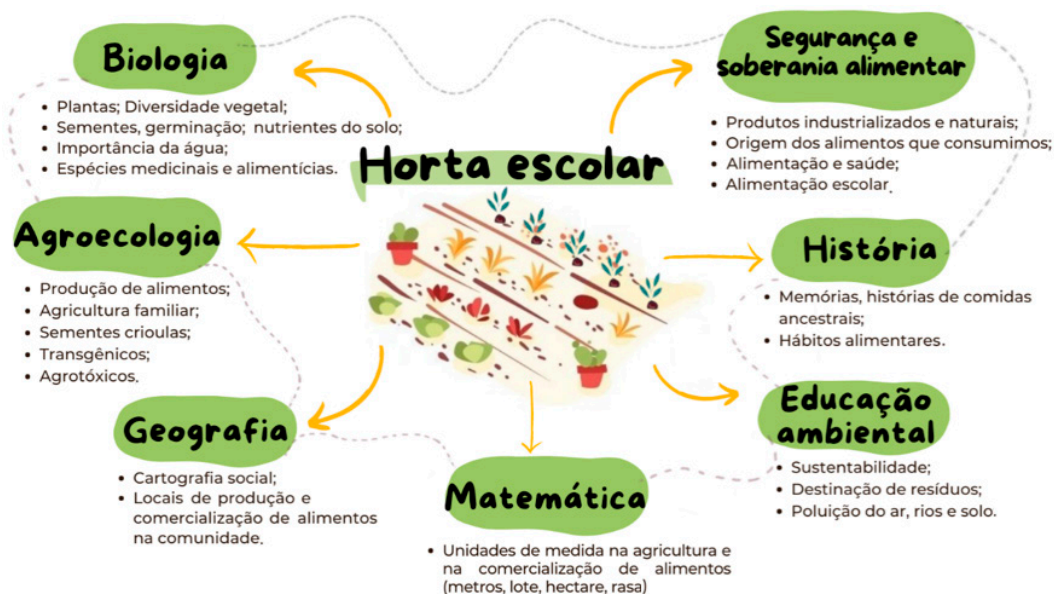 Horta escolar
Biologia
• Plantas; Diversidade vegetal;
• Sementes, germinação; nutrientes do solo;
• Importância da água;
• Espécies medicinais e alimentícias.
Segurança e
soberania alimentar
• Produtos industrializados e naturais;
• Origem dos alimentos que consumimos;
• Alimentação e saúde;
• Alimentação escolar.
Agroecologia
• Produção de alimentos;
• Agricultura familiar;
• Sementes crioulas;
• Transgênicos;
• Agrotóxicos.
História
• Memórias, histórias de comidas
ancestrais;
• Hábitos alimentares.
Geografia
• Cartografia social;
• Locais de produção e
comercialização de alimentos
na comunidade.
Matemática
• Unidades de medida na agricultura e
na comercialização de alimentos
(metros, lote, hectare, rasa)
Educação
ambiental
• Sustentabilidade;
• Destinação de resíduos;
• Poluição do ar, rios e solo.